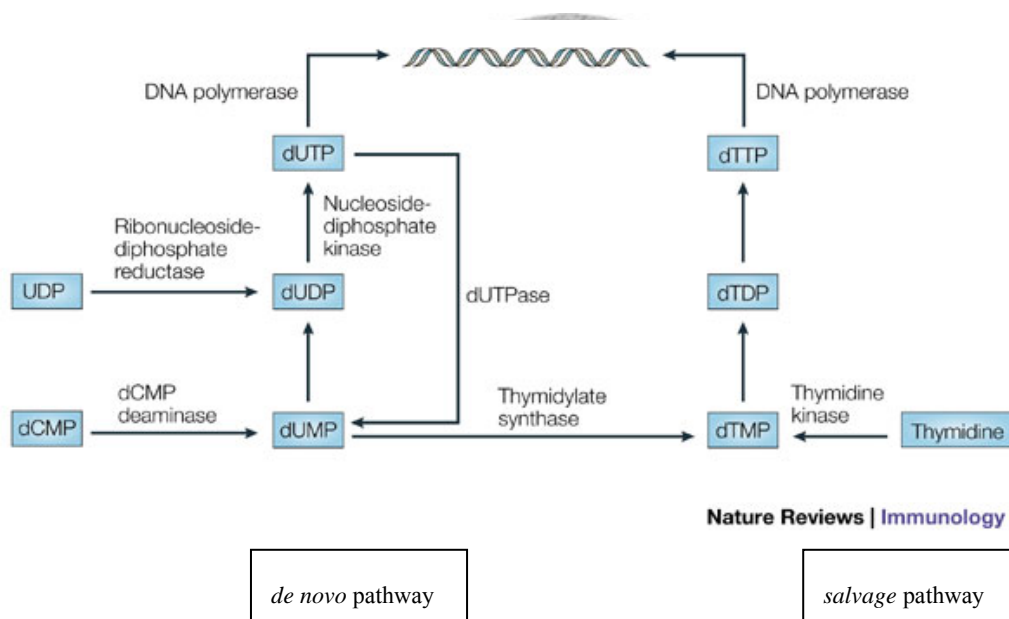 DNA polymerase
DNA polymerase
dUTP
dTTP
Nucleoside-
diphosphate
kinase
Ribonucleoside-
diphosphate
reductase
UDP
dUDP
dUTPase
dTDP
dCMP
deaminase
Thymidylate
synthase
Thymidine
kinase
dCMP
dUMP
dTMP
Thymidine
Nature Reviews | Immunology
de novo pathway
salvage pathway